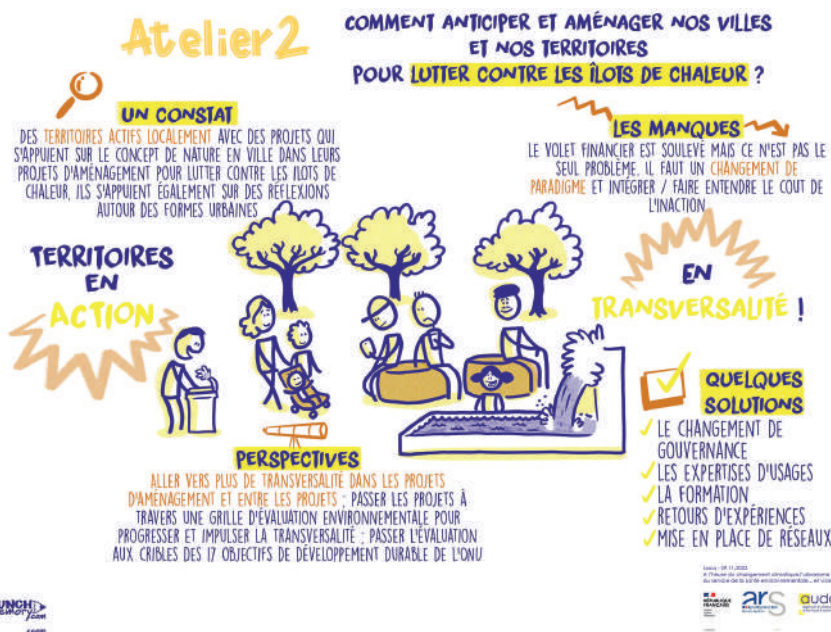 Atelier 2
COMMENT ANTICIPER ET AMÉNAGER NOS VILLES
ET NOS TERRITOIRES
POUR LUTTER CONTRE LES ÎLOTS DE CHALEUR ?
UN CONSTAT
DES TERRITOIRES ACTIFS LOCALEMENT AVEC DES PROJETS QUI
S'APPUIENT SUR LE CONCEPT DE NATURE EN VILLE DANS LEURS
PROJETS D'AMÉNAGEMENT POUR LUTTER CONTRE LES ILOTS DE
CHALEUR, ILS S'APPUIENT ÉGALEMENT SUR DES RÉFLEXIONS
AUTOUR DES FORMES URBAINES
LES MANQUES
LE VOLET FINANCIER EST SOULEVÉ MAIS CE N'EST PAS LE
SEUL PROBLÈME, IL FAUT UN CHANGEMENT DE
PARADIGME ET INTÉGRER / FAIRE ENTENDRE LE COUT DE
L'INACTION
TERRITOIRES
EN
ACTION
EN
TRANSVERSALITÉ !
PERSPECTIVES
ALLER VERS PLUS DE TRANSVERSALITÉ DANS LES PROJETS
D'AMÉNAGEMENT ET ENTRE LES PROJETS ; PASSER LES PROJETS À
TRAVERS UNE GRILLE D'ÉVALUATION ENVIRONNEMENTALE POUR
PROGRESSER ET IMPULSER LA TRANSVERSALITÉ ; PASSER L'ÉVALUATION
AUX CRIBLES DES 17 OBJECTIFS DE DÉVELOPPEMENT DURABLE DE L'ONU
QUELQUES
SOLUTIONS
LE CHANGEMENT DE
GOUVERNANCE
LES EXPERTISES D'USAGES
LA FORMATION
RETOURS D'EXPÉRIENCES
MISE EN PLACE DE RÉSEAUX
RÉPUBLIQUE
FRANÇAISE
ars